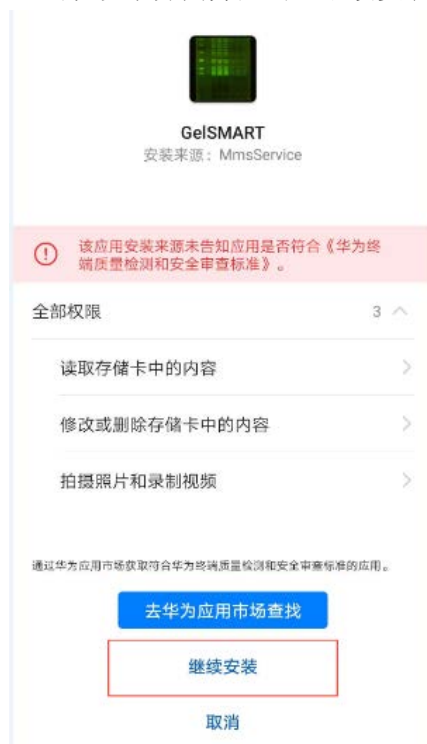 GelSMART
安装来源：MmsService
该应用安装来源未告知应用是否符合《华为终
端质量检测和安全审查标准》。
全部权限 3
读取存储卡中的内容
修改或删除存储卡中的内容
拍摄照片和录制视频
通过华为应用市场获取符合华为终端质量检测和安全审查标准的应用。
去华为应用市场查找
继续安装
取消